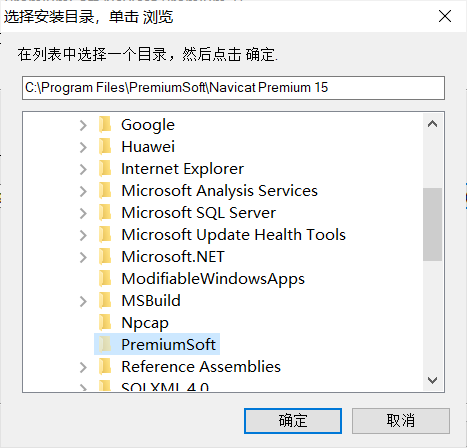 选择安装目录，单击 浏览
在列表中选择一个目录，然后点击 确定.
C:\Program Files\PremiumSoft\Navicat Premium 15
Google
Huawei
Internet Explorer
Microsoft Analysis Services
Microsoft SQL Server
Microsoft Update Health Tools
Microsoft.NET
ModifiableWindowsApps
MSBuild
Npcap
PremiumSoft
Reference Assemblies
SQLXML 4.0
确定
取消